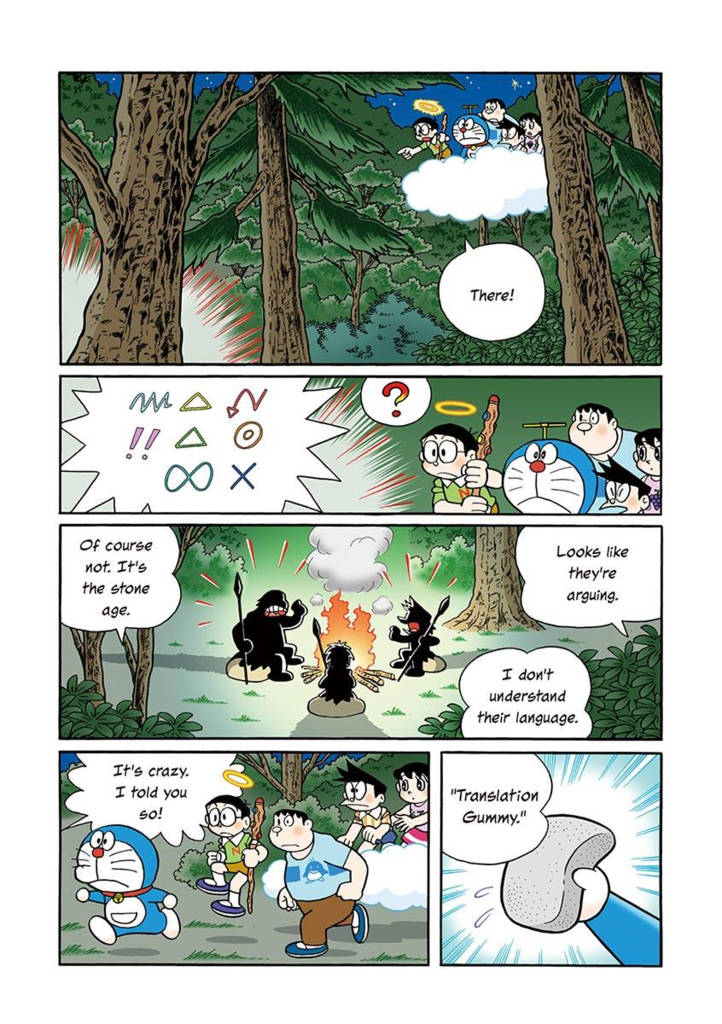 There!
?
!! △ ◎
∞ ×
Looks like
they're
arguing.
I don't
understand
their language.
Of course
not. It's
the stone
age.
"Translation
Gummy."
It's crazy.
I told you
so!
N